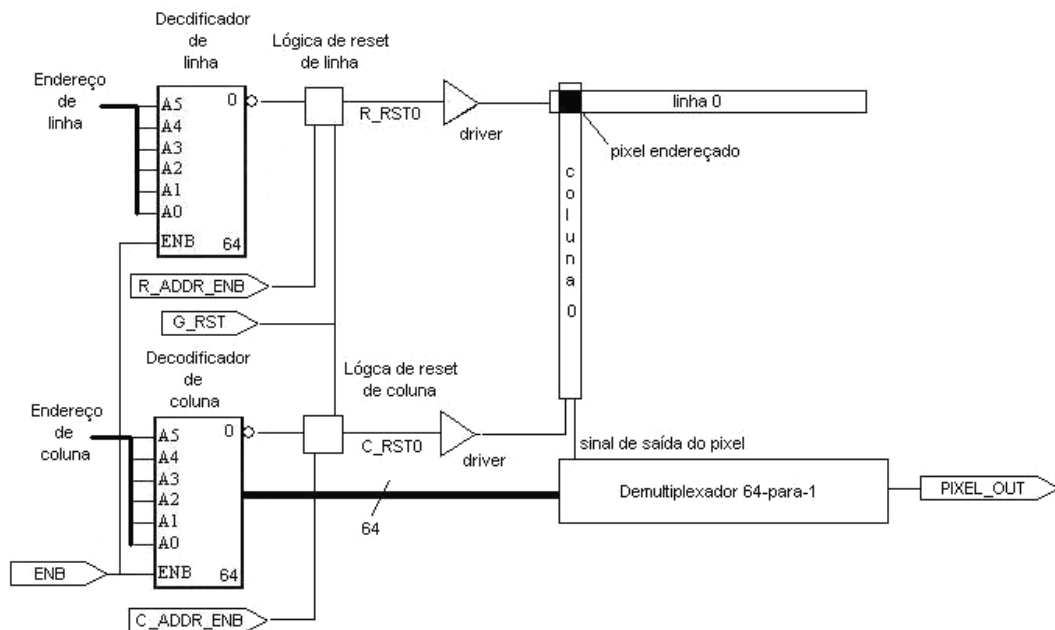 Decdificador
de
linha
Lógica de reset
de linha
Endereço
de
linha
A5
A4
A3
A2
A1
A0
ENB
0
64
R_RST0
driver
linha 0
pixel endereçado
coluna 0
R_ADDR_ENB
G_RST
Decodificador
de
coluna
Lógca de reset
de coluna
Endereço
de
coluna
A5
A4
A3
A2
A1
A0
ENB
0
64
C_RST0
driver
sinal de saída do pixel
64
Demultiplexador 64-para-1
PIXEL_OUT
ENB
C_ADDR_ENB